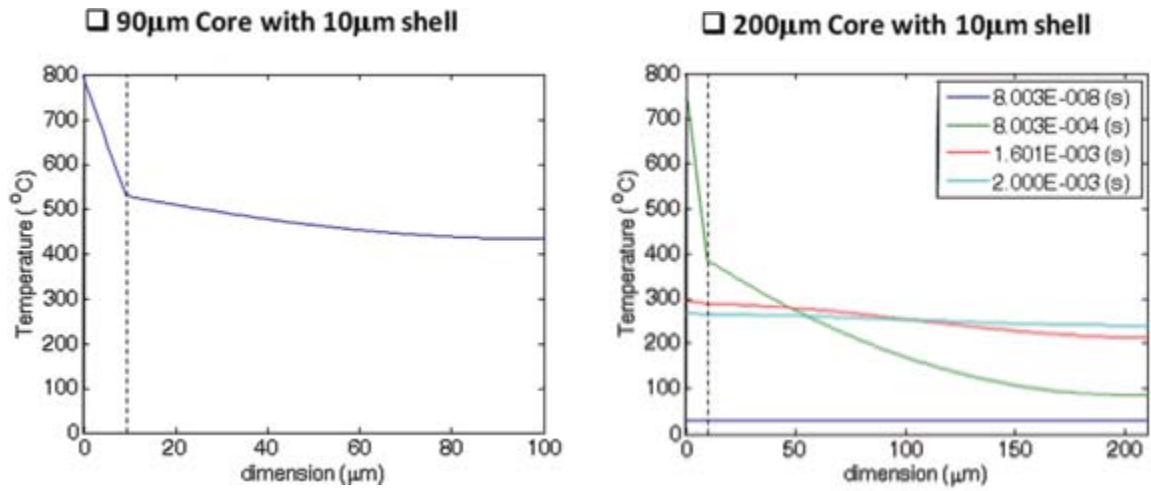 ❑ 90μm Core with 10μm shell
800
700
600
500
400
300
200
100
0
Temperature (°C)
0 20 40 60 80 100
dimension (μm)
❑ 200μm Core with 10μm shell
800
700
600
500
400
300
200
100
0
Temperature (°C)
8.003E-008 (s)
8.003E-004 (s)
1.601E-003 (s)
2.000E-003 (s)
0 50 100 150 200
dimension (μm)